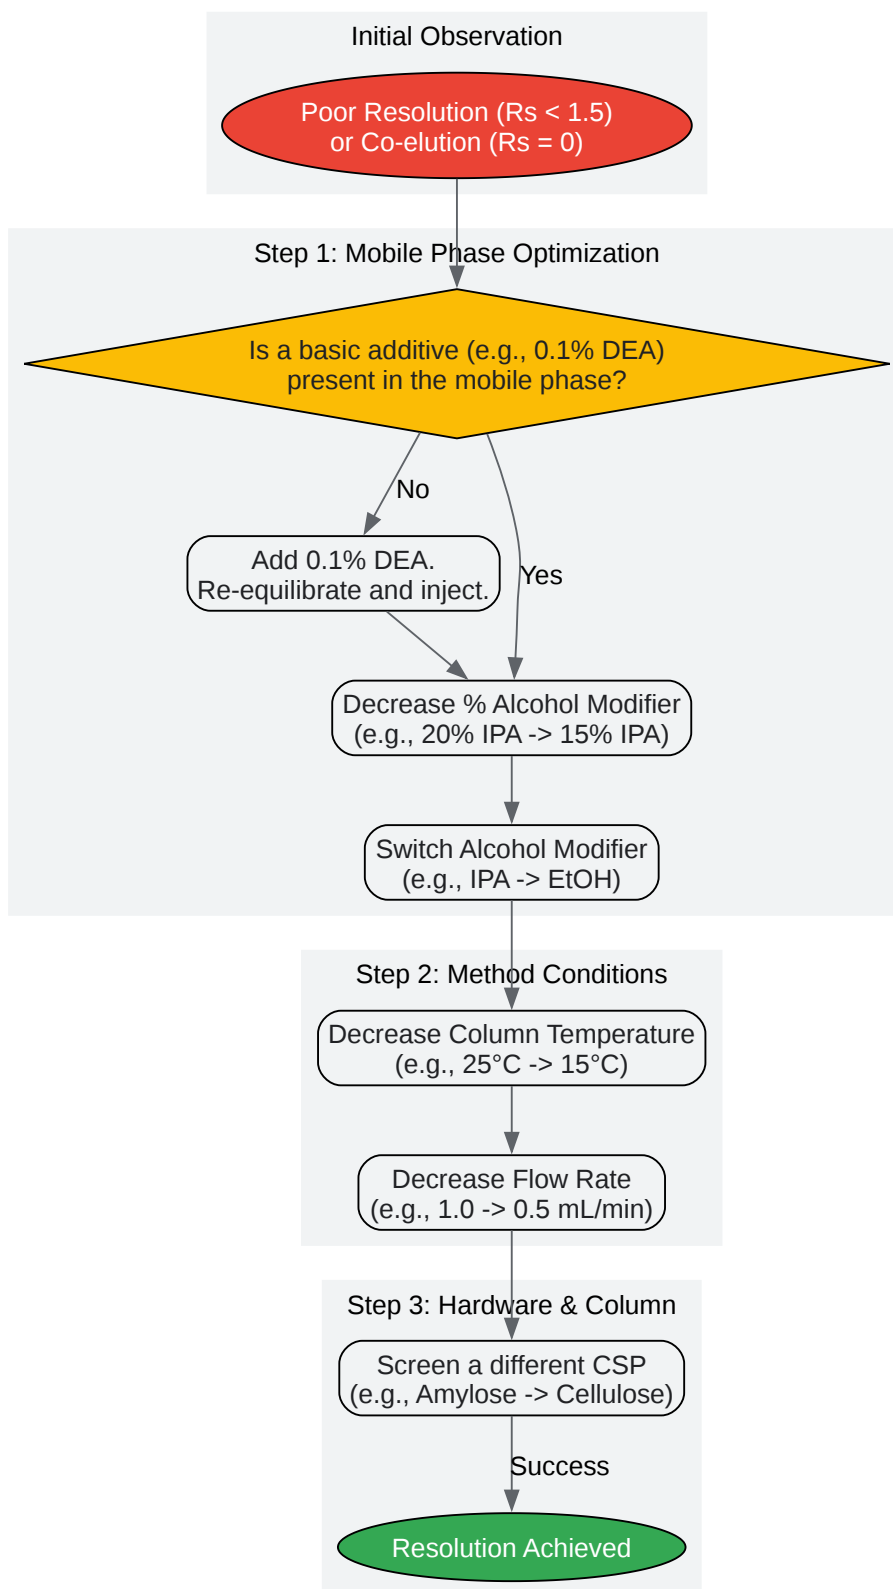 Initial Observation
Poor Resolution (Rs < 1.5)
or Co-elution (Rs = 0)
Step 1: Mobile Phase Optimization
Is a basic additive (e.g., 0.1% DEA)
present in the mobile phase?
No
Add 0.1% DEA.
Re-equilibrate and inject.
Yes
Decrease % Alcohol Modifier
(e.g., 20% IPA -> 15% IPA)
Switch Alcohol Modifier
(e.g., IPA -> EtOH)
Step 2: Method Conditions
Decrease Column Temperature
(e.g., 25°C -> 15°C)
Decrease Flow Rate
(e.g., 1.0 -> 0.5 mL/min)
Step 3: Hardware & Column
Screen a different CSP
(e.g., Amylose -> Cellulose)
Success
Resolution Achieved